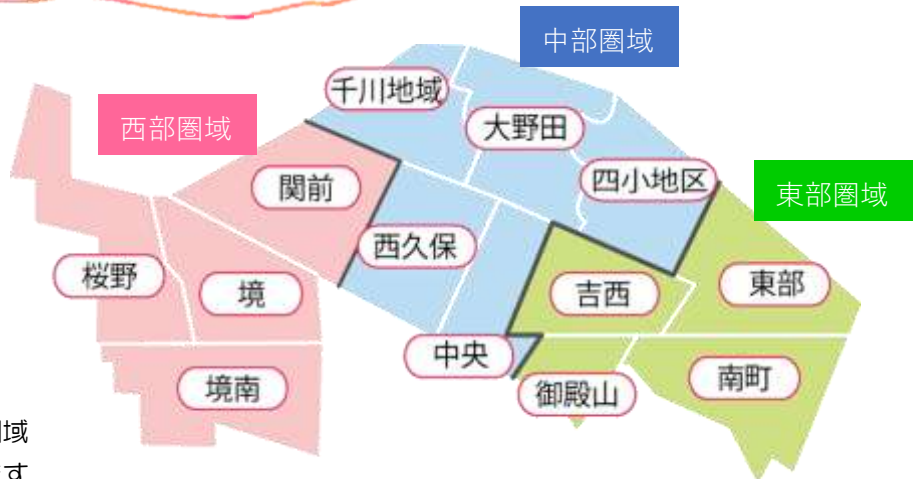 中部圏域
千川地域
西部圏域
大野田
関前
四小地区
東部圏域
西久保
桜野
境
吉西
東部
中央
境南
御殿山
南町
域
す